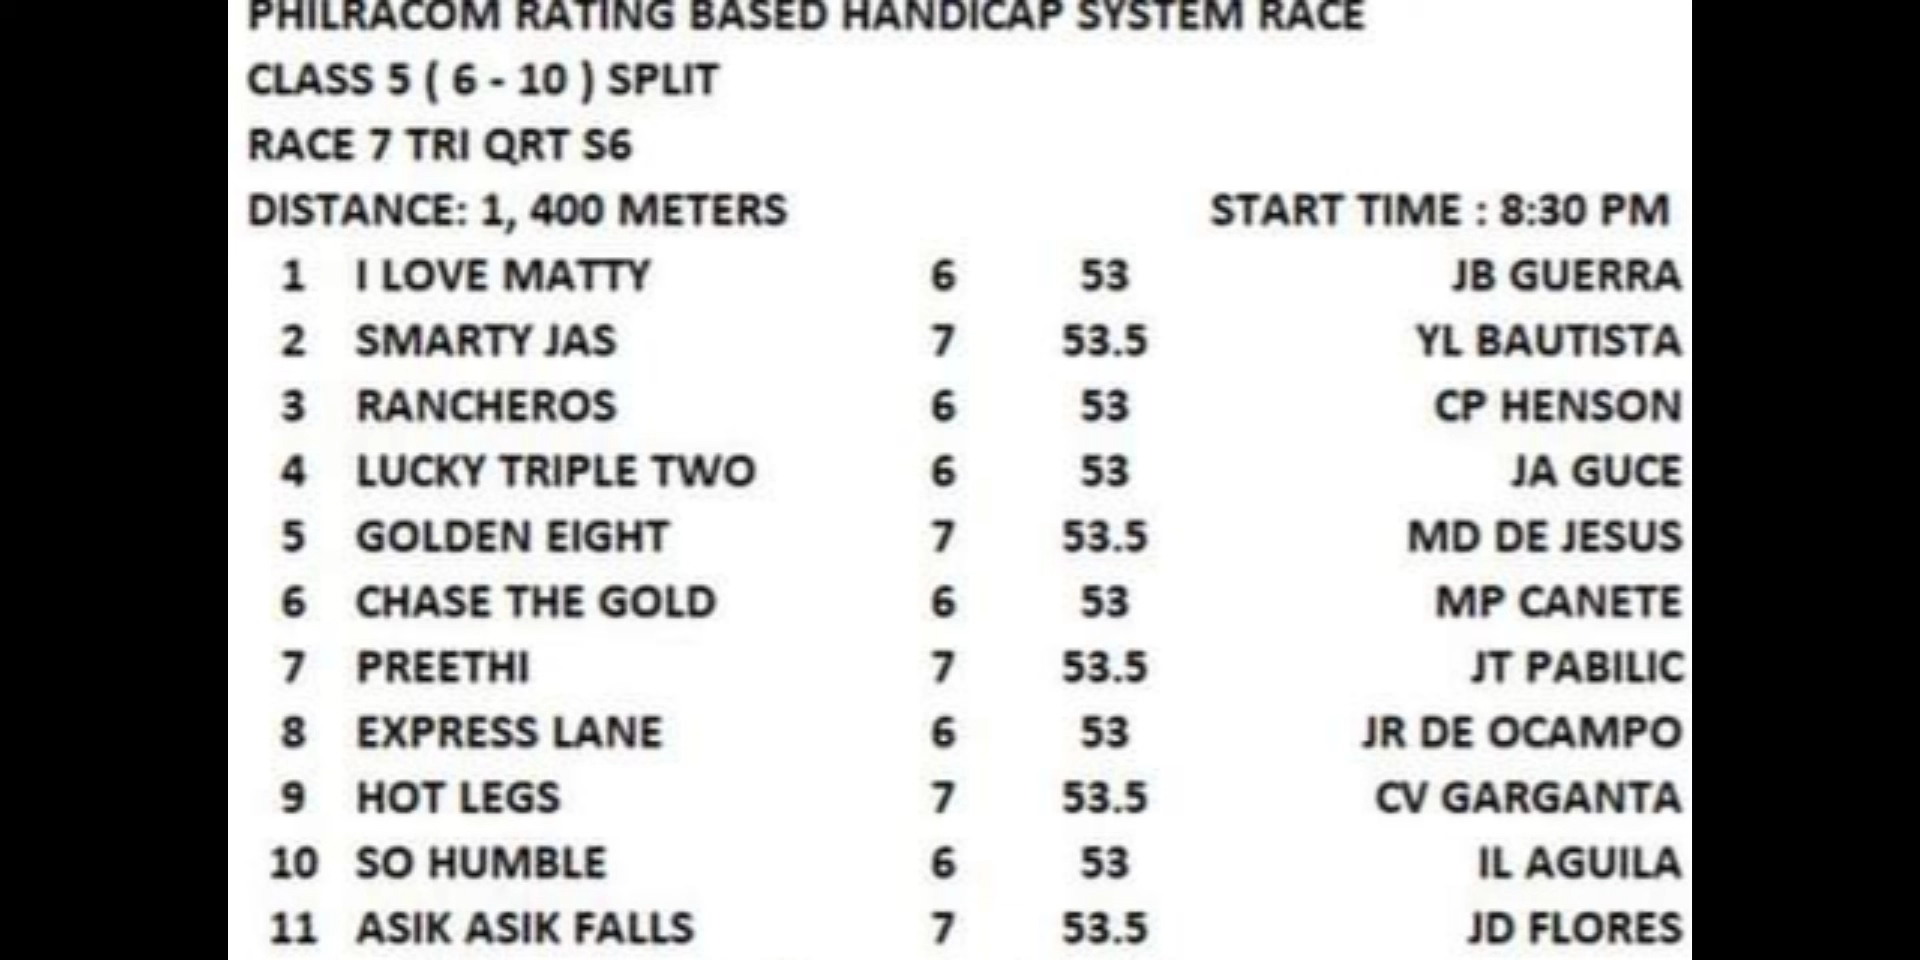 PHILRACOM RATING BASED HANDICAP SYSTEM RACE
CLASS 5 ( 6 - 10 ) SPLIT
RACE 7 TRI QRT S6
DISTANCE: 1, 400 METERS START TIME : 8:30 PM
1 I LOVE MATTY 6 53 JB GUERRA
2 SMARTY JAS 7 53.5 YL BAUTISTA
3 RANCHEROS 6 53 CP HENSON
4 LUCKY TRIPLE TWO 6 53 JA GUCE
5 GOLDEN EIGHT 7 53.5 MD DE JESUS
6 CHASE THE GOLD 6 53 MP CANETE
7 PREETHI 7 53.5 JT PABILIC
8 EXPRESS LANE 6 53 JR DE OCAMPO
9 HOT LEGS 7 53.5 CV GARGANTA
10 SO HUMBLE 6 53 IL AGUILA
11 ASIK ASIK FALLS 7 53.5 JD FLORES